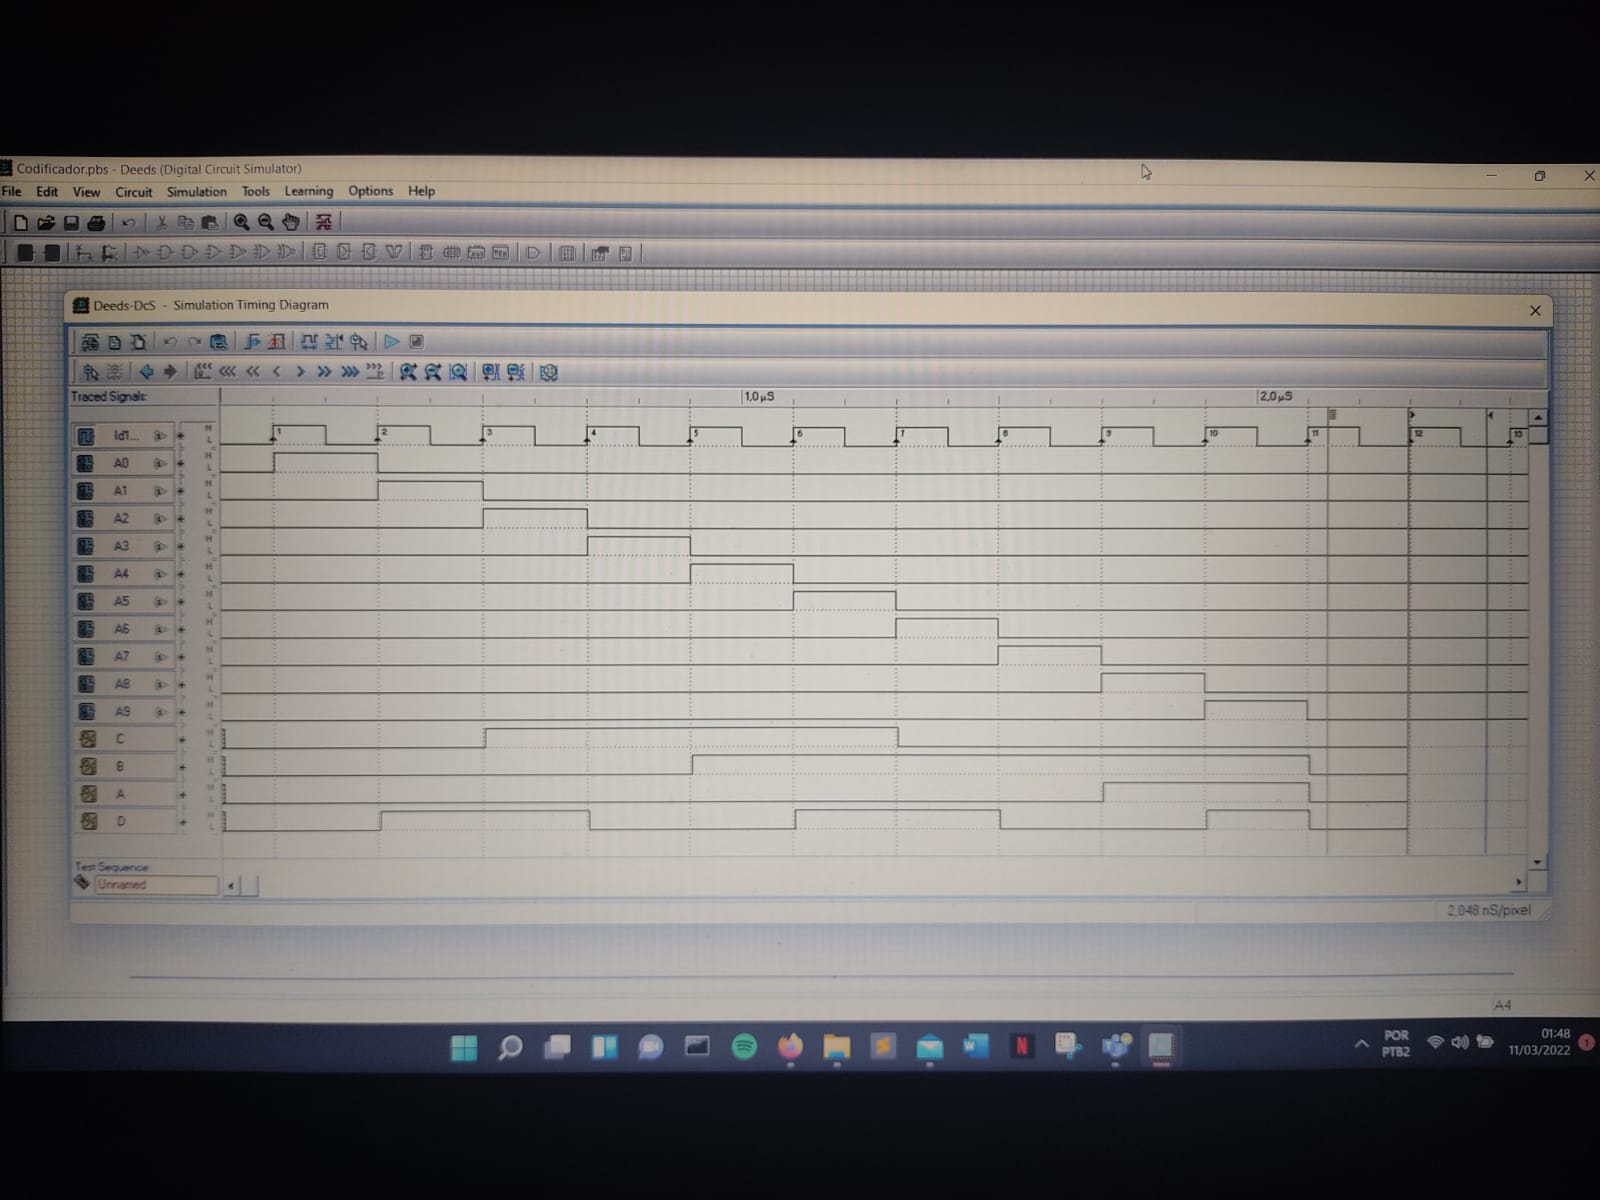 Codificador.pbs - Deeds (Digital Circuit Simulator)
File Edit View Circuit Simulation Tools Learning Options Help
Deeds-DcS - Simulation Timing Diagram
Traced Signals:
1,0 µS 2,0 µS
1 2 3 4 5 6 7 8 9 10 11 12 13
A0
A1
A2
A3
A4
A5
A6
A7
A8
A9
C
B
A
D
Test Sequence:
Unnamed
2,048 nS/pixel
A4
POR
PTB2
01:48
11/03/2022
1